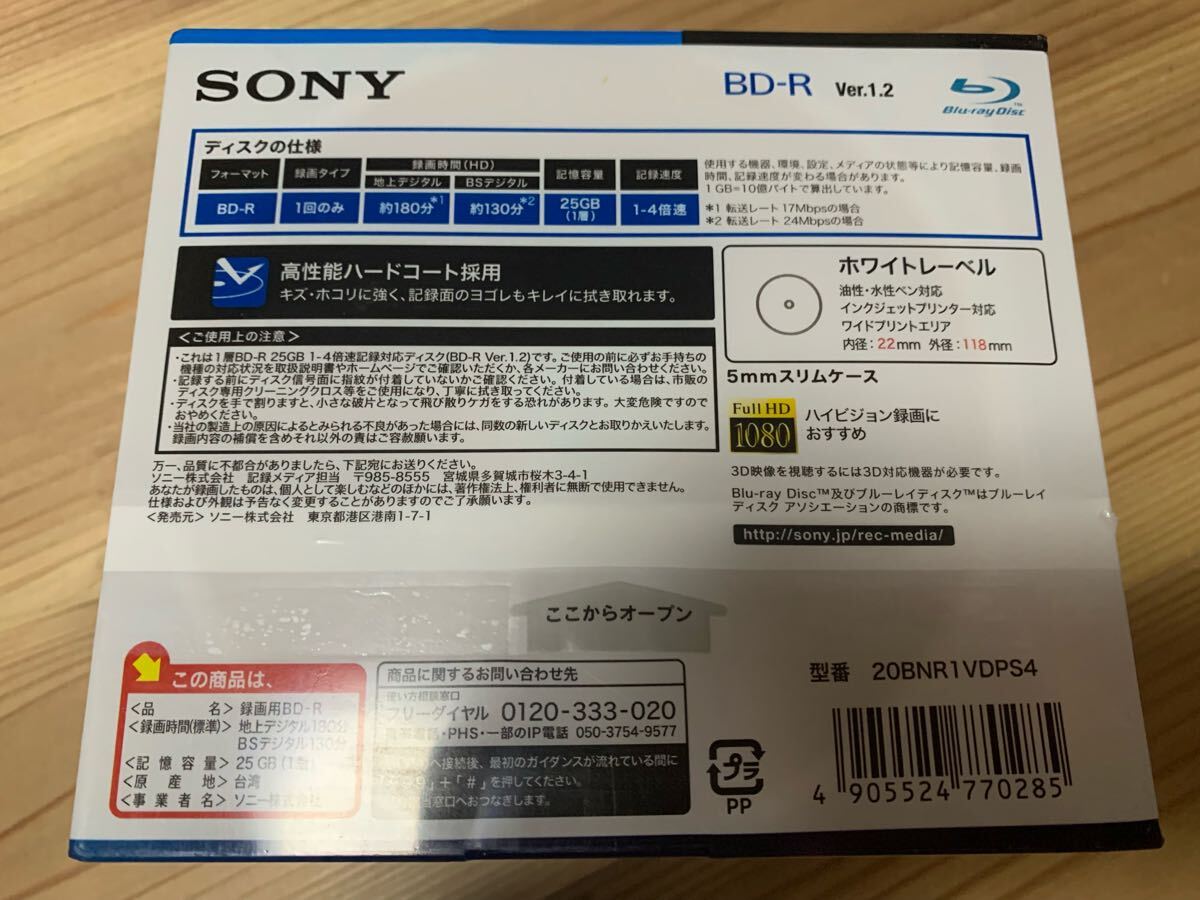 SONY
BD-R Ver.1.2
Blu-ray Disc™
ディスクの仕様
フォーマット 録画タイプ 録画時間(HD) 記憶容量 記録速度
地上デジタル BSデジタル
BD-R 1回のみ 約180分*1 約130分*2 25GB (1層) 1-4倍速
使用する機器、環境、設定、メディアの状態等により記憶容量、録画
時間、記録速度が変わる場合があります。
1GB=10億バイトで算出しています。
*1 転送レート 17Mbpsの場合
*2 転送レート 24Mbpsの場合
高性能ハードコート採用
キズ・ホコリに強く、記録面のヨゴレもキレイに拭き取れます。
<ご使用上の注意>
・これは1層BD-R 25GB 1-4倍速記録対応ディスク(BD-R Ver.1.2)です。ご使用の前に必ずお手持ちの
機種の対応状況を取扱説明書やホームページでご確認いただくか、各メーカーにお問い合わせください。
・記録する前にディスク信号面に指紋が付着していないかご確認ください。付着している場合は、市販の
ディスク専用クリーニングクロス等をご使用になり、丁寧に拭き取ってください。
・ディスクを手で割りますと、小さな破片となって飛び散りケガをする恐れがあります。大変危険ですので
おやめください。
・当社の製造上の原因によるとみられる不良があった場合には、同数の新しいディスクとお取りかえいたします。
録画内容の補償を含めそれ以外の責はご容赦願います。
万一、品質に不都合がありましたら、下記宛にお送りください。
ソニー株式会社 記録メディア担当 〒985-8555 宮城県多賀城市桜木3-4-1
あなたが録画したものは、個人として楽しむなどのほかには、著作権法上、権利者に無断で使用できません。
仕様および外観は予告なく変更することがありますのでご了承願います。
<発売元> ソニー株式会社 東京都港区港南1-7-1
ホワイトレーベル
油性・水性ペン対応
インクジェットプリンター対応
ワイドプリントエリア
内径:22mm 外径:118mm
5mmスリムケース
Full HD
1080
ハイビジョン録画に
おすすめ
3D映像を視聴するには3D対応機器が必要です。
Blu-ray Disc™及びブルーレイディスク™はブルーレイ
ディスク アソシエーションの商標です。
http://sony.jp/rec-media/
ここからオープン
この商品は、
<品名> 録画用BD-R
<録画時間(標準)> 地上デジタル180分
BSデジタル130分
<記憶容量> 25GB(1層)
<原産地> 台湾
<事業者名> ソニー株式会社
商品に関するお問い合わせ先
使い方相談窓口
フリーダイヤル 0120-333-020
携帯電話・PHS・一部のIP電話 050-3754-9577
へ接続後、最初のガイダンスが流れている間に
」+「#」を押してください。
当窓口へおつなぎします。
プラ
PP
型番 20BNR1VDPS4
4 905524 770285